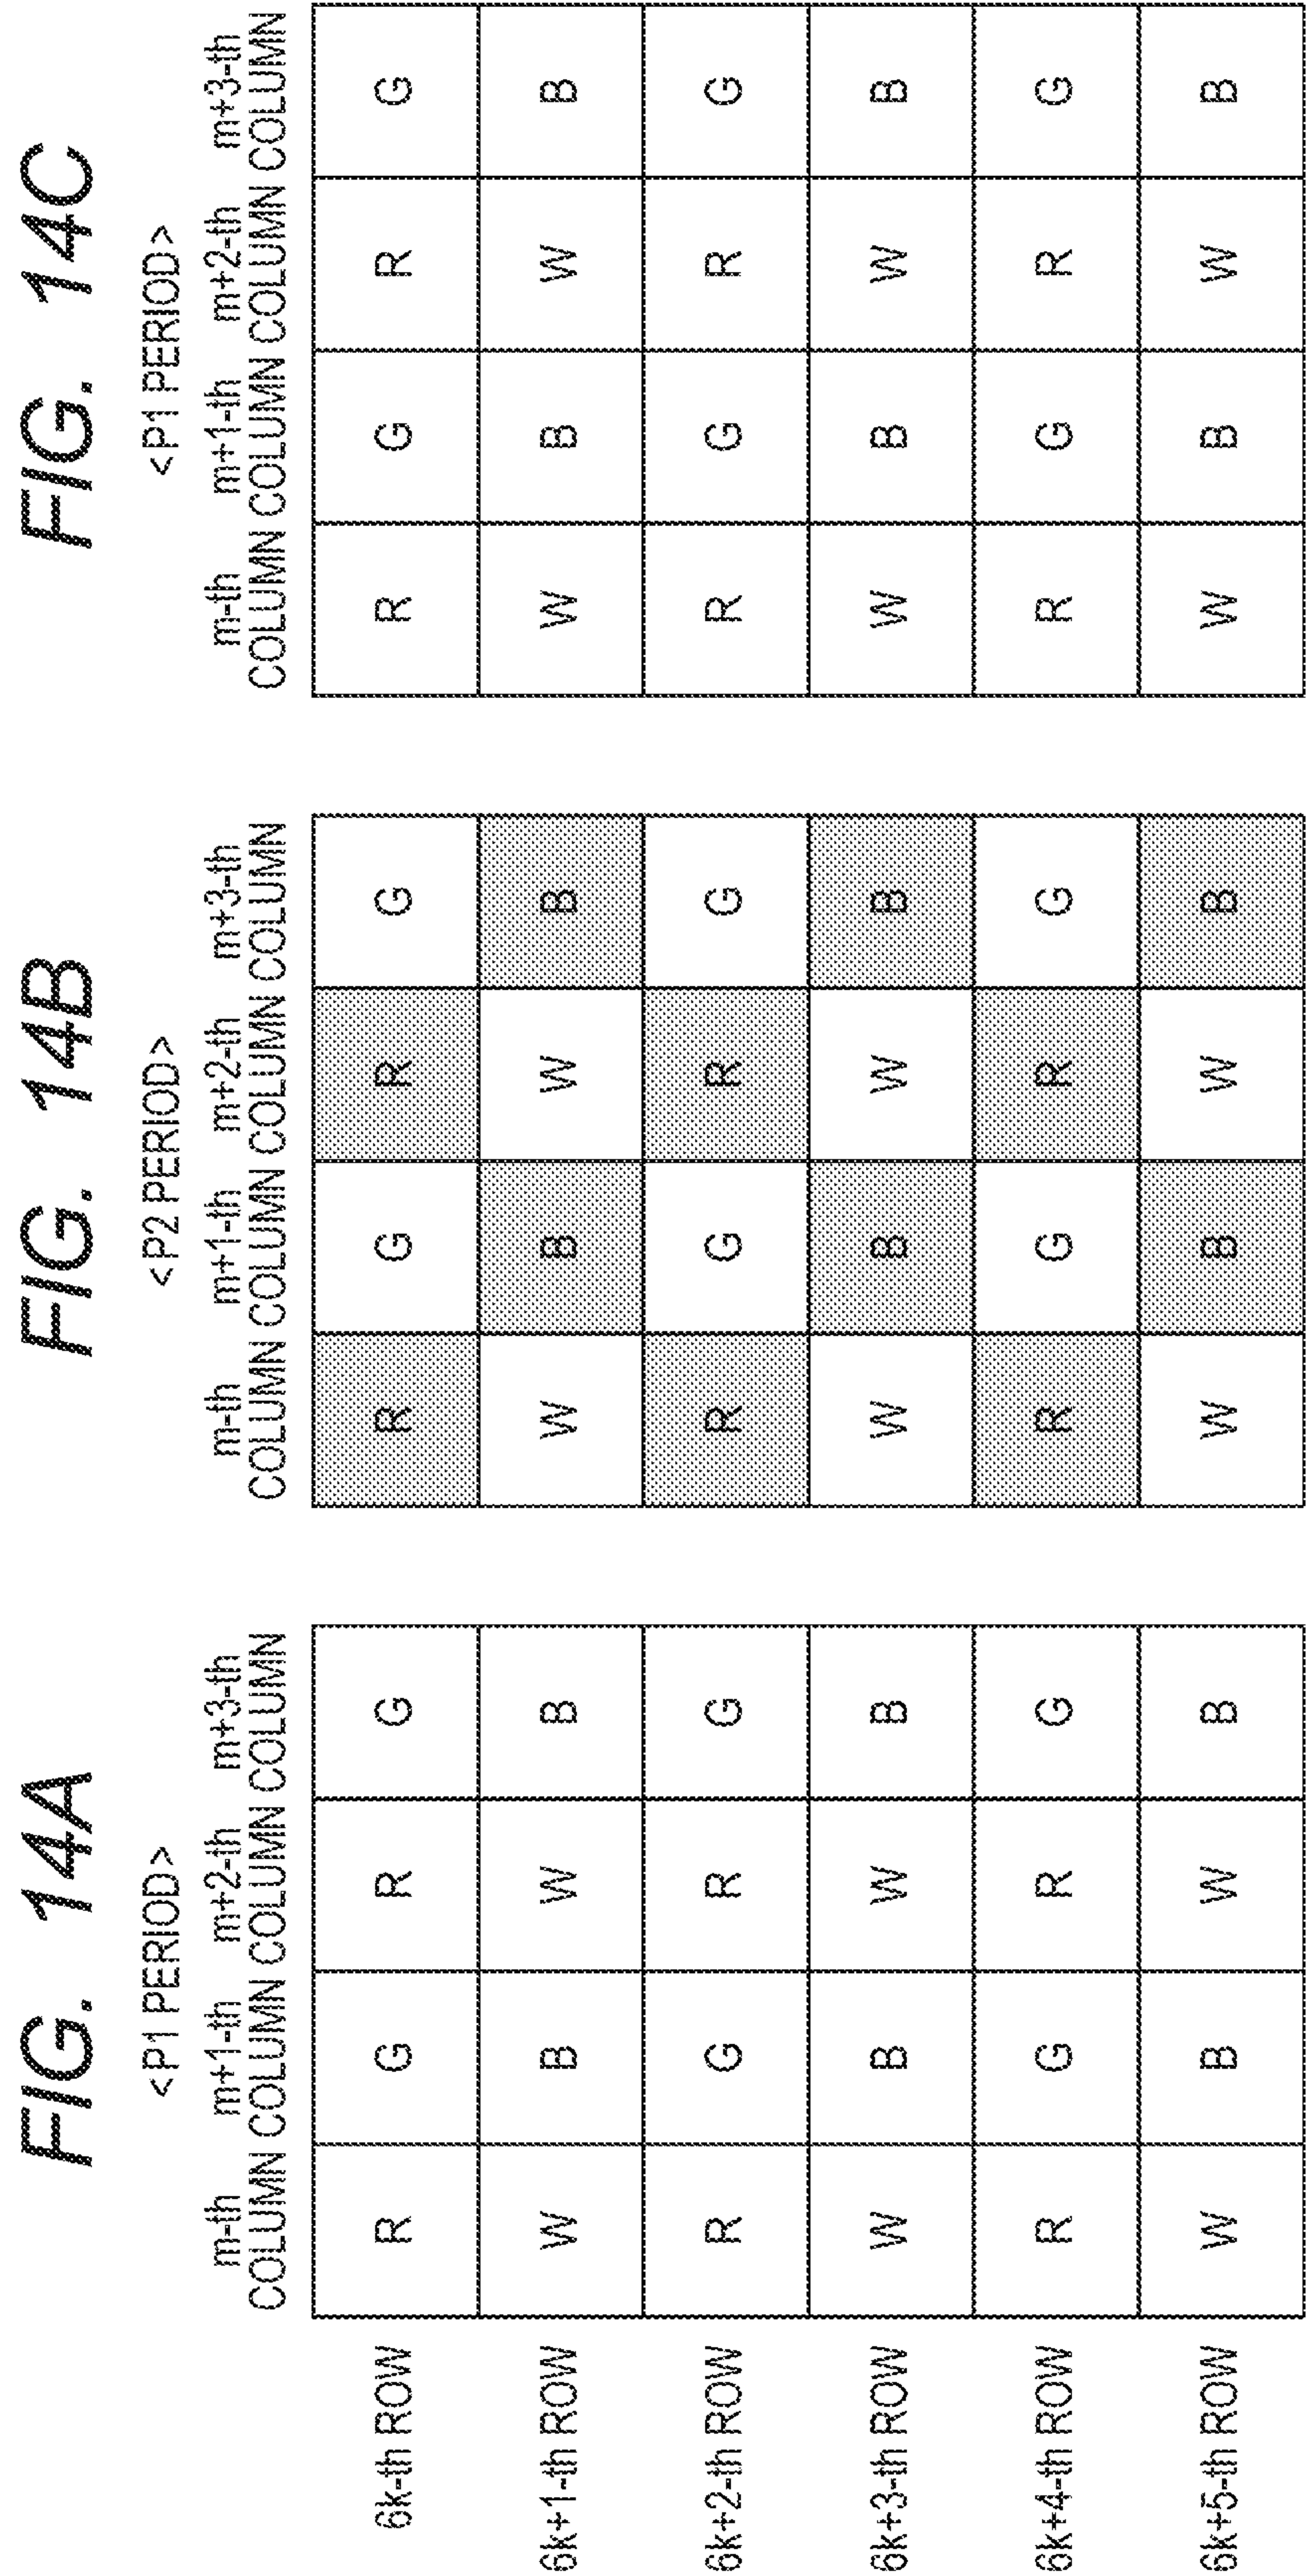 FIG. 14A
<P1 PERIOD>
m-th COLUMN m+1-th COLUMN m+2-th COLUMN m+3-th COLUMN
6k-th ROW R G R G
6k+1-th ROW W B W B
6k+2-th ROW R G R G
6k+3-th ROW W B W B
6k+4-th ROW R G R G
6k+5-th ROW W B W B
FIG. 14B
<P2 PERIOD>
m-th COLUMN m+1-th COLUMN m+2-th COLUMN m+3-th COLUMN
R G R G
W B W B
R G R G
W B W B
R G R G
W B W B
FIG. 14C
<P1 PERIOD>
m-th COLUMN m+1-th COLUMN m+2-th COLUMN m+3-th COLUMN
R G R G
W B W B
R G R G
W B W B
R G R G
W B W B